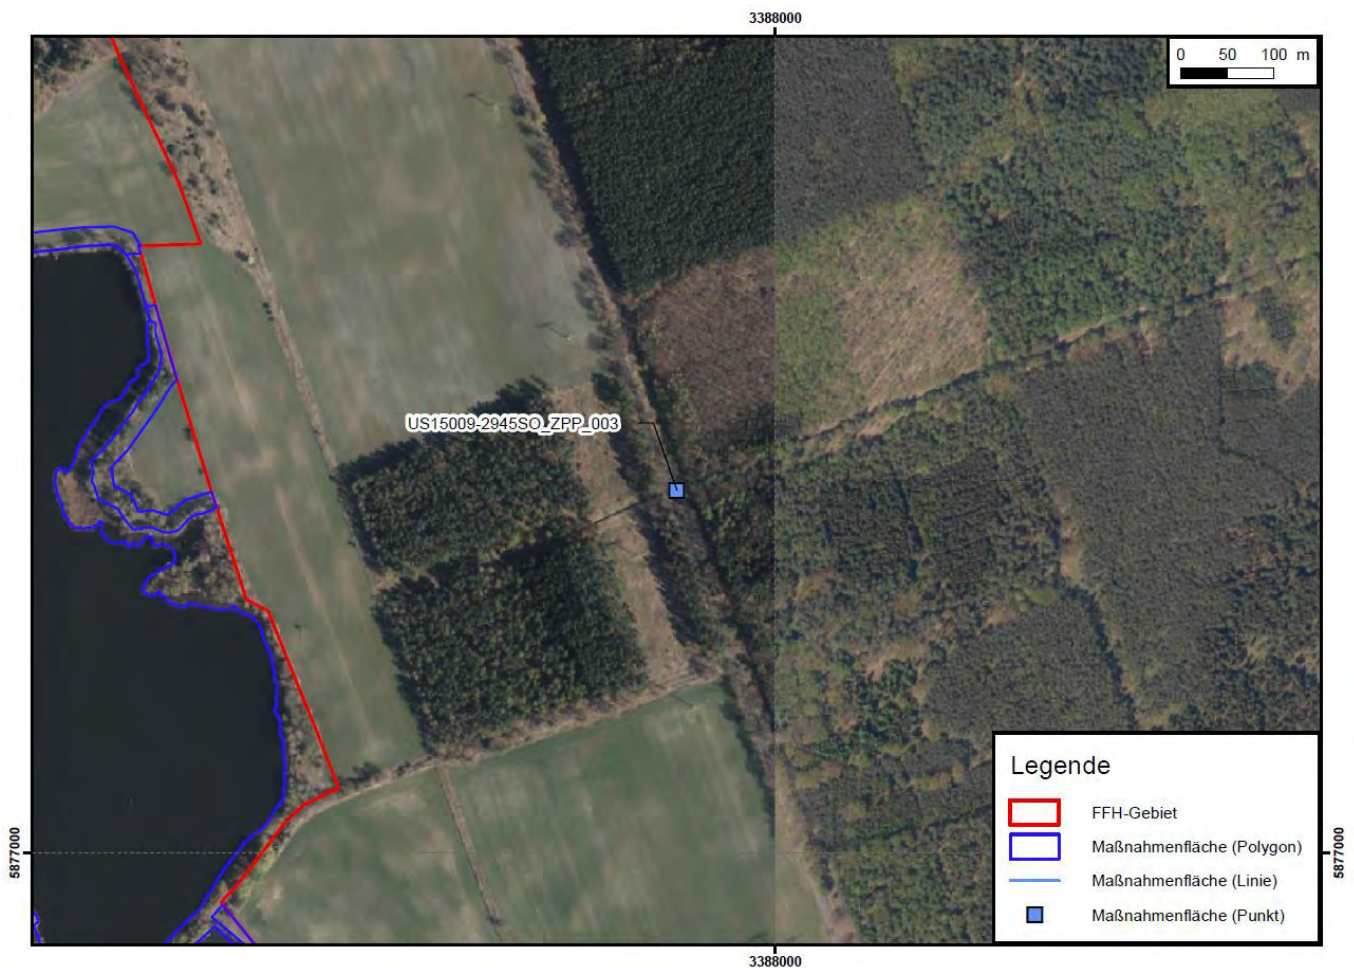 3388000
0 50 100 m
US15009-2945SO_ZPP_003
Legende
FFH-Gebiet
Maßnahmenfläche (Polygon)
Maßnahmenfläche (Linie)
Maßnahmenfläche (Punkt)
5877000
5877000
3388000